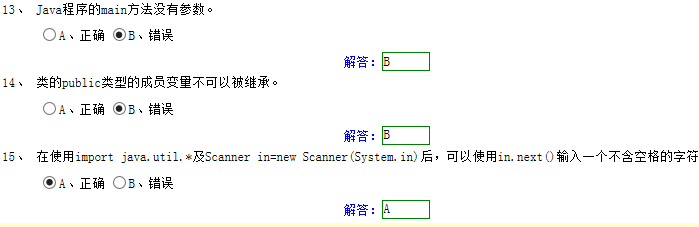 13、 Java程序的main方法没有参数。
A、正确 B、错误
解答： B
14、 类的public类型的成员变量不可以被继承。
A、正确 B、错误
解答： B
15、 在使用import java.util.*及Scanner in=new Scanner(System.in)后，可以使用in.next()输入一个不含空格的字符
A、正确 B、错误
解答： A